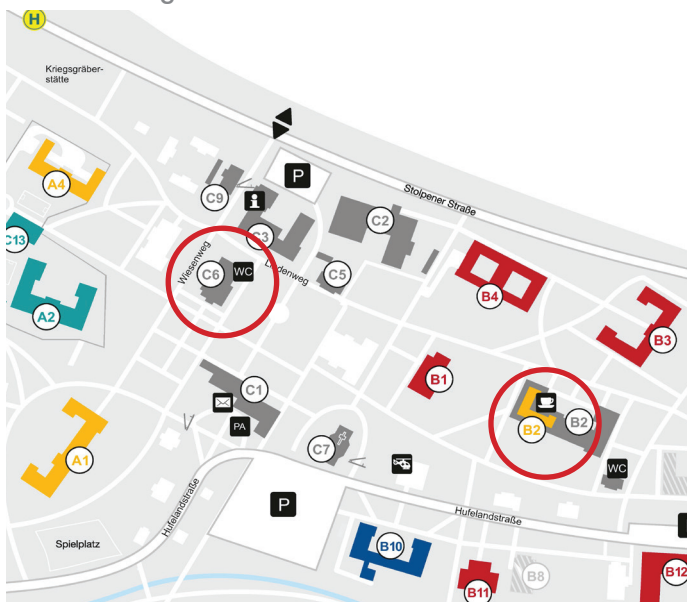 H
Kriegsgräber-
stätte
P
Stolpener Straße
A4
C9
C2
C13
C3
Wiesenweg
C6
WC
Lindenweg
C5
A2
B4
B3
B1
C1
PA
B2
B2
C7
A1
WC
P
Hufelandstraße
Hufelandstraße
Spielplatz
B10
B11
B8
B12